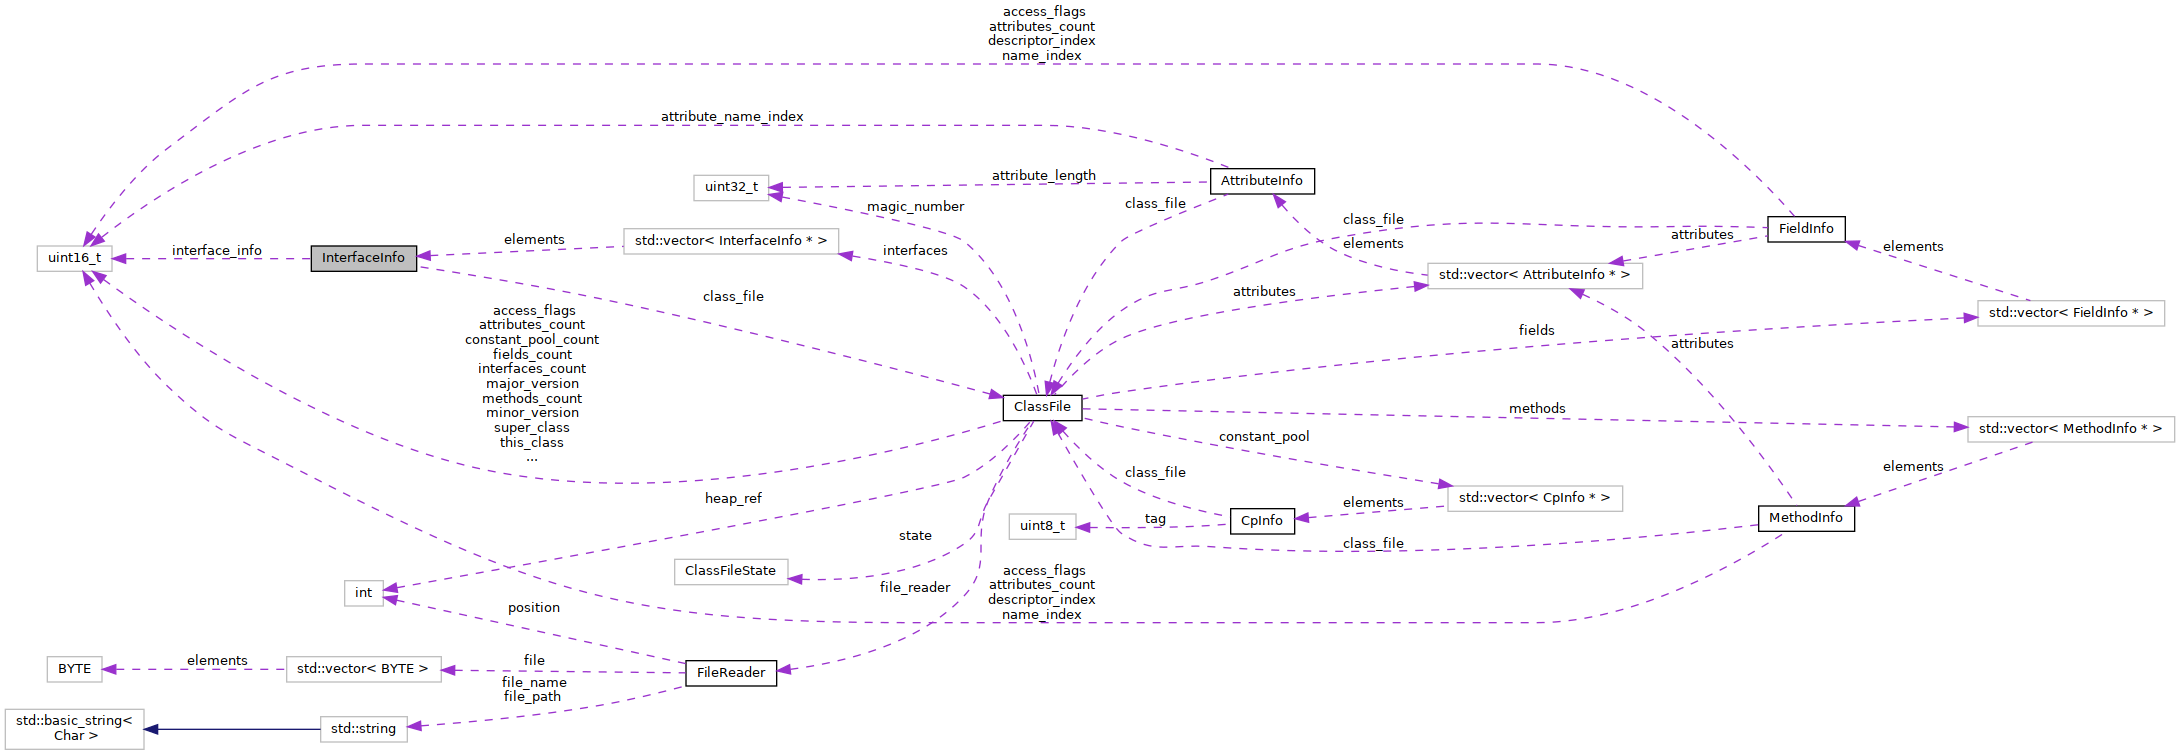 access_flags
attributes_count
descriptor_index
name_index
attribute_name_index
attribute_length
AttributeInfo
uint32_t
class_file
magic_number
class_file
FieldInfo
attributes
std::vector< InterfaceInfo * >
elements
interfaces
elements
elements
uint16_t
interface_info
InterfaceInfo
std::vector< AttributeInfo * >
class_file
attributes
access_flags
attributes_count
constant_pool_count
fields_count
interfaces_count
major_version
methods_count
minor_version
super_class
this_class
...
std::vector< FieldInfo * >
fields
attributes
ClassFile
methods
std::vector< MethodInfo * >
constant_pool
class_file
elements
heap_ref
std::vector< CpInfo * >
elements
uint8_t
tag
CpInfo
MethodInfo
state
class_file
ClassFileState
file_reader
access_flags
attributes_count
descriptor_index
name_index
int
position
BYTE
elements
std::vector< BYTE >
file
FileReader
file_name
file_path
std::basic_string<
Char >
std::string